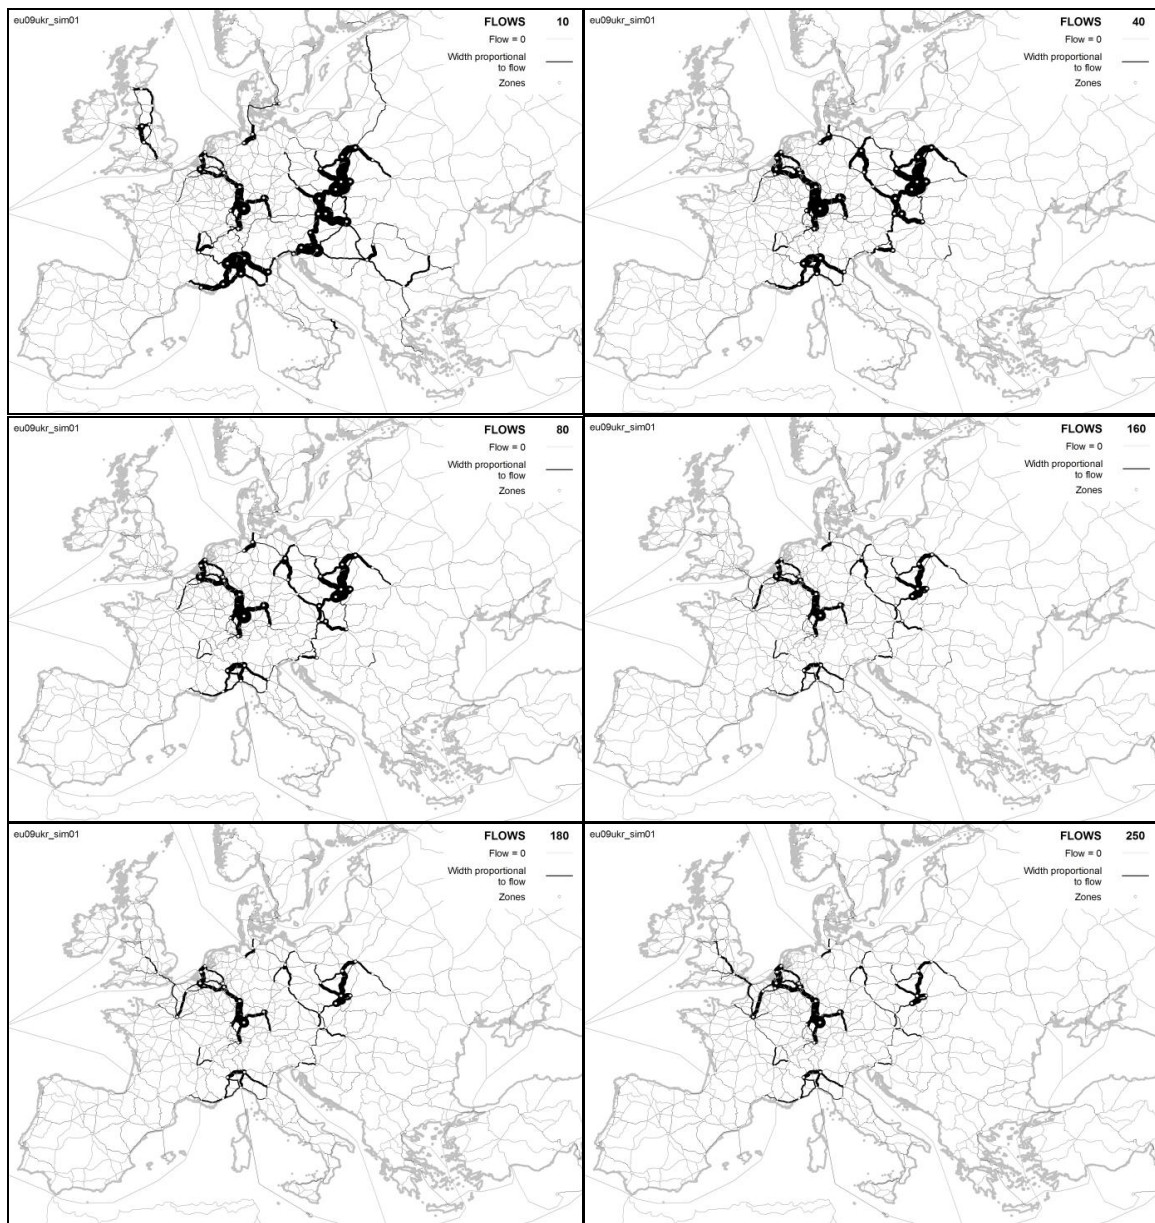 eu09ukr_sim01
FLOWS 10
Flow = 0
Width proportional
to flow
Zones
eu09ukr_sim01
FLOWS 40
Flow = 0
Width proportional
to flow
Zones
eu09ukr_sim01
FLOWS 80
Flow = 0
Width proportional
to flow
Zones
eu09ukr_sim01
FLOWS 160
Flow = 0
Width proportional
to flow
Zones
eu09ukr_sim01
FLOWS 180
Flow = 0
Width proportional
to flow
Zones
eu09ukr_sim01
FLOWS 250
Flow = 0
Width proportional
to flow
Zones